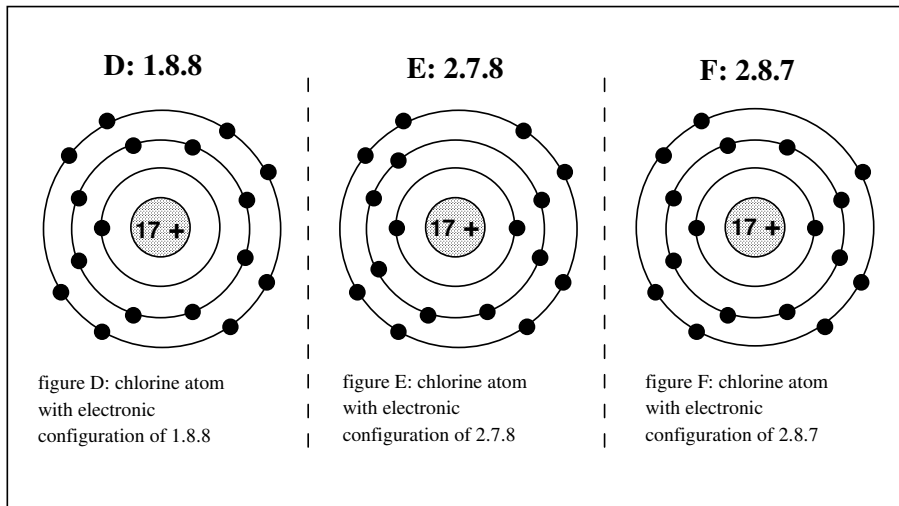 D: 1.8.8
E: 2.7.8
F: 2.8.7
17 +
17 +
17 +
figure D: chlorine atom
with electronic
configuration of 1.8.8
figure E: chlorine atom
with electronic
configuration of 2.7.8
figure F: chlorine atom
with electronic
configuration of 2.8.7